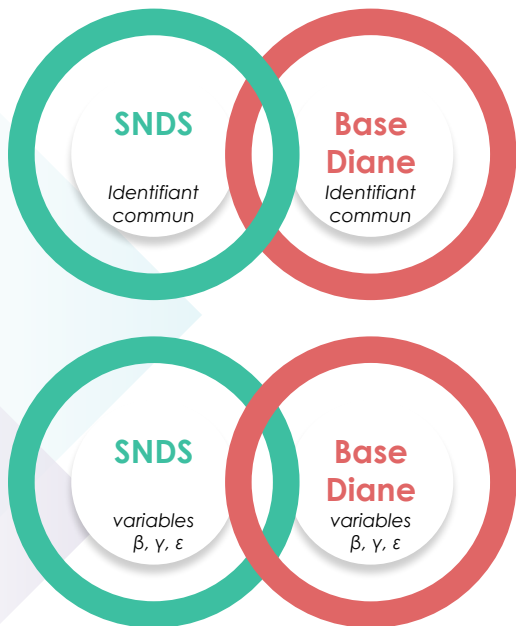 SNDS
Identifiant
commun
Base
Diane
Identifiant
commun
SNDS
variables
β, γ, ε
Base
Diane
variables
β, γ, ε